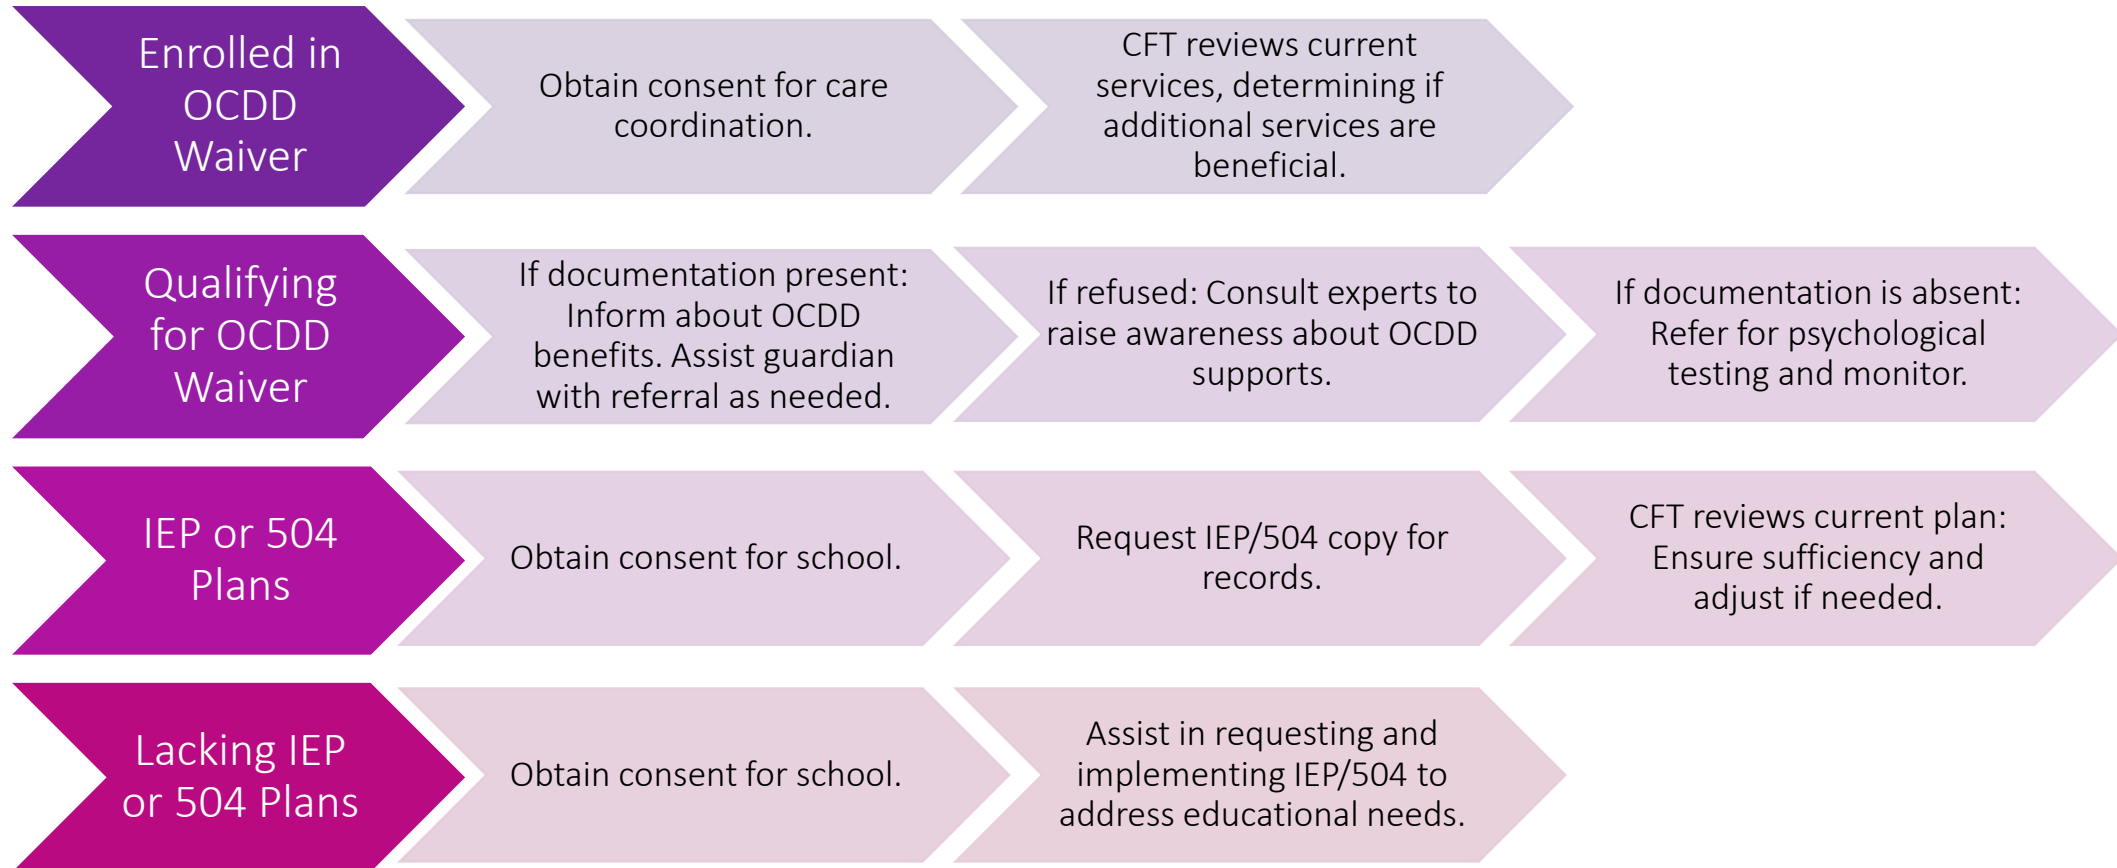 Enrolled in
OCDD
Waiver
Obtain consent for care
coordination.
CFT reviews current
services, determining if
additional services are
beneficial.
Qualifying
for OCDD
Waiver
If documentation present:
Inform about OCDD
benefits. Assist guardian
with referral as needed.
If refused: Consult experts to
raise awareness about OCDD
supports.
If documentation is absent:
Refer for psychological
testing and monitor.
IEP or 504
Plans
Obtain consent for school.
Request IEP/504 copy for
records.
CFT reviews current plan:
Ensure sufficiency and
adjust if needed.
Lacking IEP
or 504 Plans
Obtain consent for school.
Assist in requesting and
implementing IEP/504 to
address educational needs.